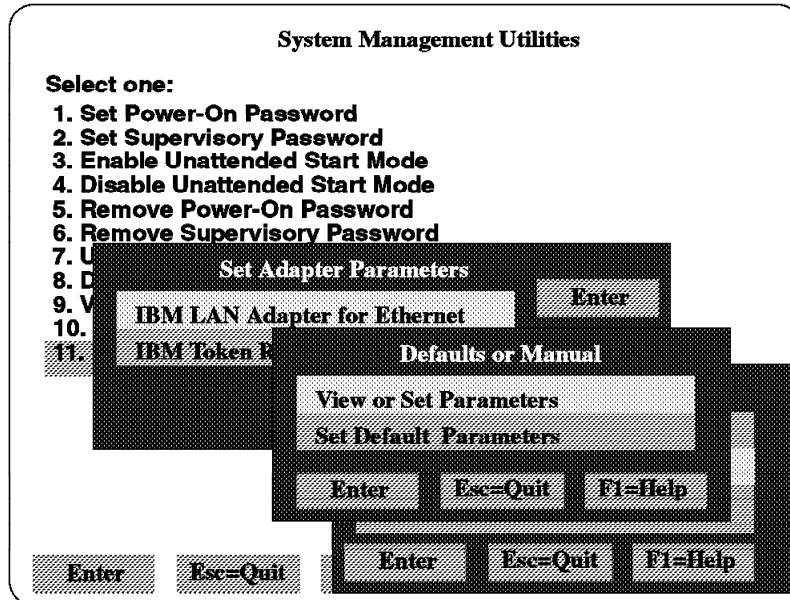 System Management Utilities
Select one:
1. Set Power-On Password
2. Set Supervisory Password
3. Enable Unattended Start Mode
4. Disable Unattended Start Mode
5. Remove Power-On Password
6. Remove Supervisory Password
7. U
8. D
9. V
10.
11.
Set Adapter Parameters
IBM LAN Adapter for Ethernet
IBM Token R
Enter
Defaults or Manual
View or Set Parameters
Set Default Parameters
Enter Esc=Quit F1=Help
Enter Esc=Quit F1=Help
Enter Esc=Quit